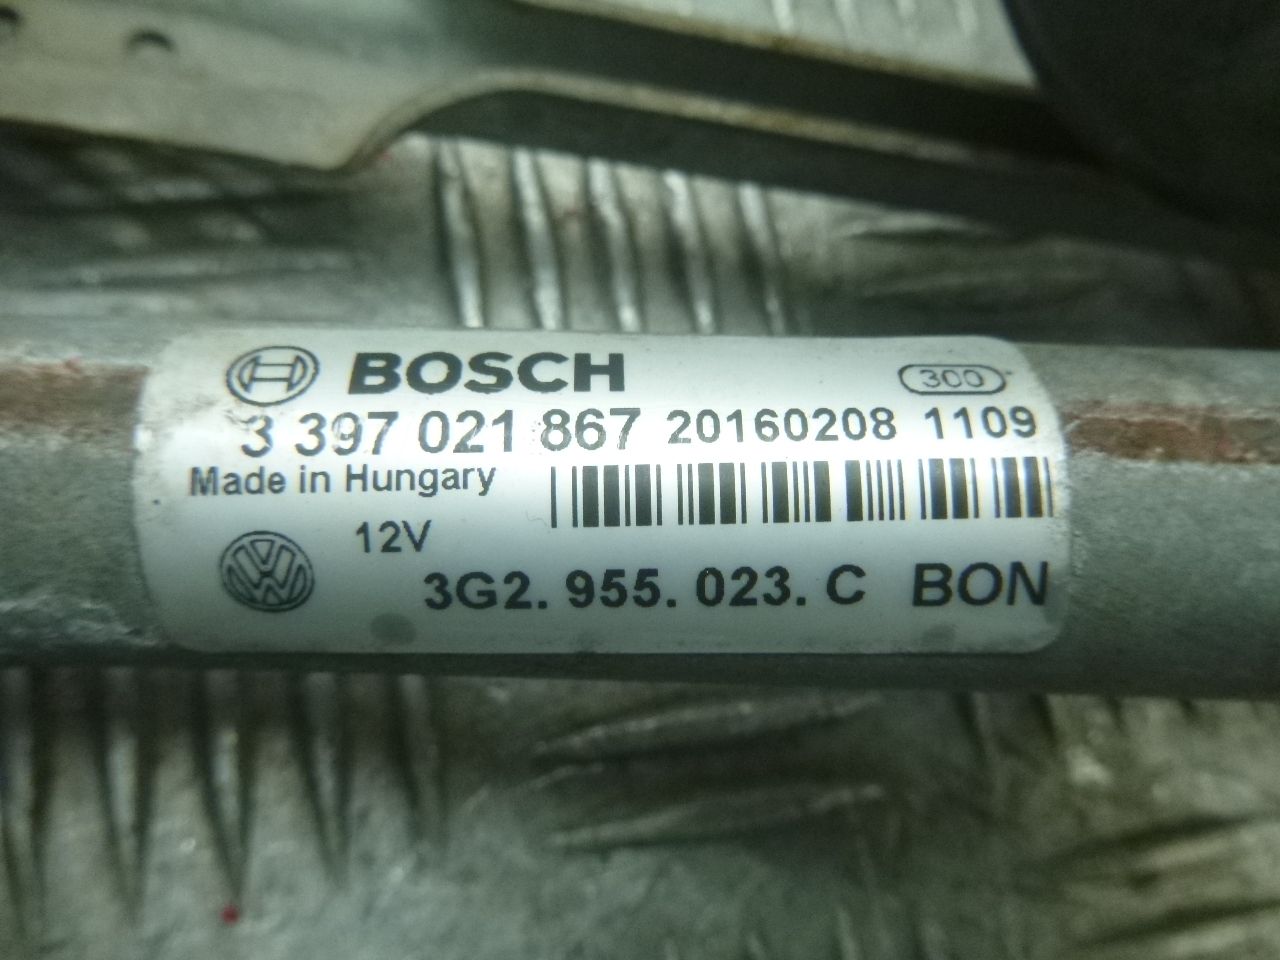 BOSCH 300
3 397 021 867 20160208 1109
Made in Hungary
12V
3G2. 955. 023. C BON